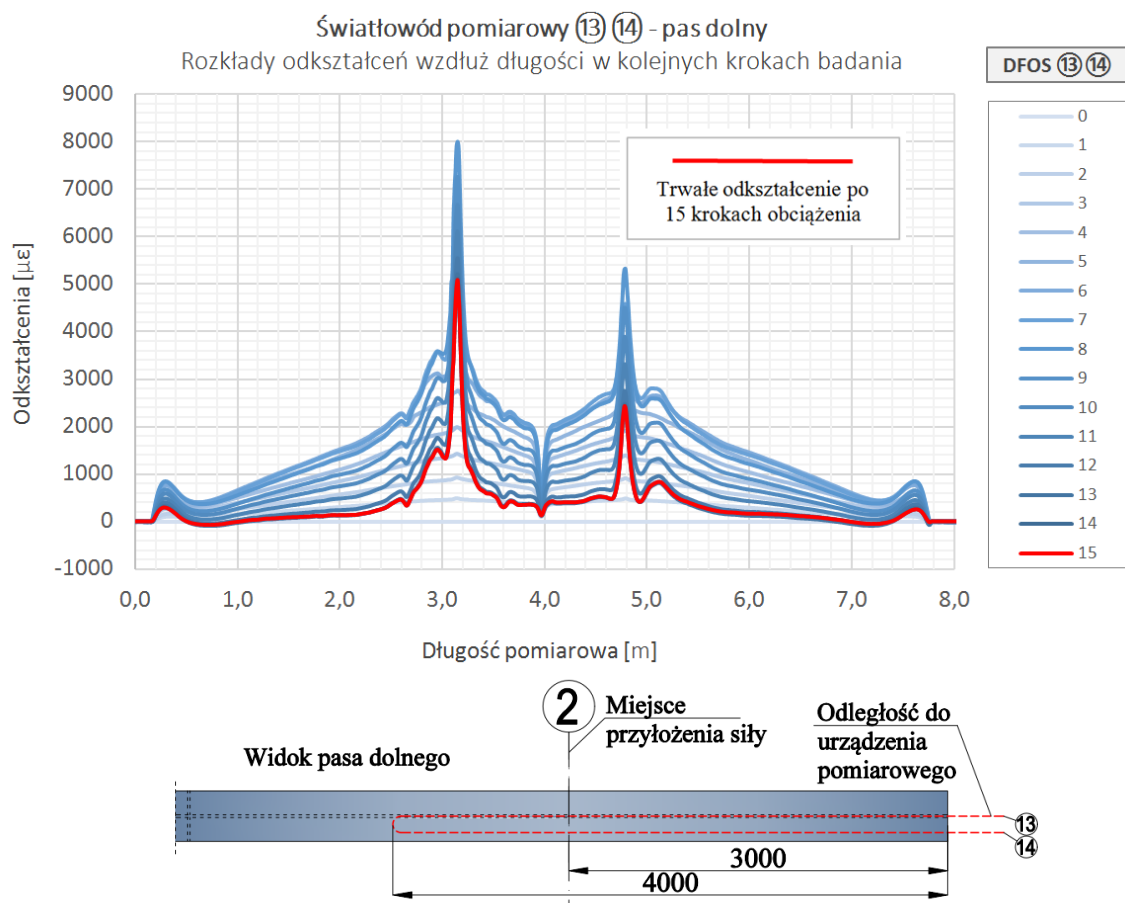 Światłowód pomiarowy ⑬ ⑭ - pas dolny
Rozkłady odkształceń wzdłuż długości w kolejnych krokach badania
DFOS ⑬⑭
Odkształcenia [µε]
9000
8000
7000
6000
5000
4000
3000
2000
1000
0
-1000
Trwałe odkształcenie po
15 krokach obciążenia
0
1
2
3
4
5
6
7
8
9
10
11
12
13
14
15
0,0 1,0 2,0 3,0 4,0 5,0 6,0 7,0 8,0
Długość pomiarowa [m]
2
Miejsce
przyłożenia siły
Odległość do
urządzenia
pomiarowego
Widok pasa dolnego
⑬
⑭
3000
4000